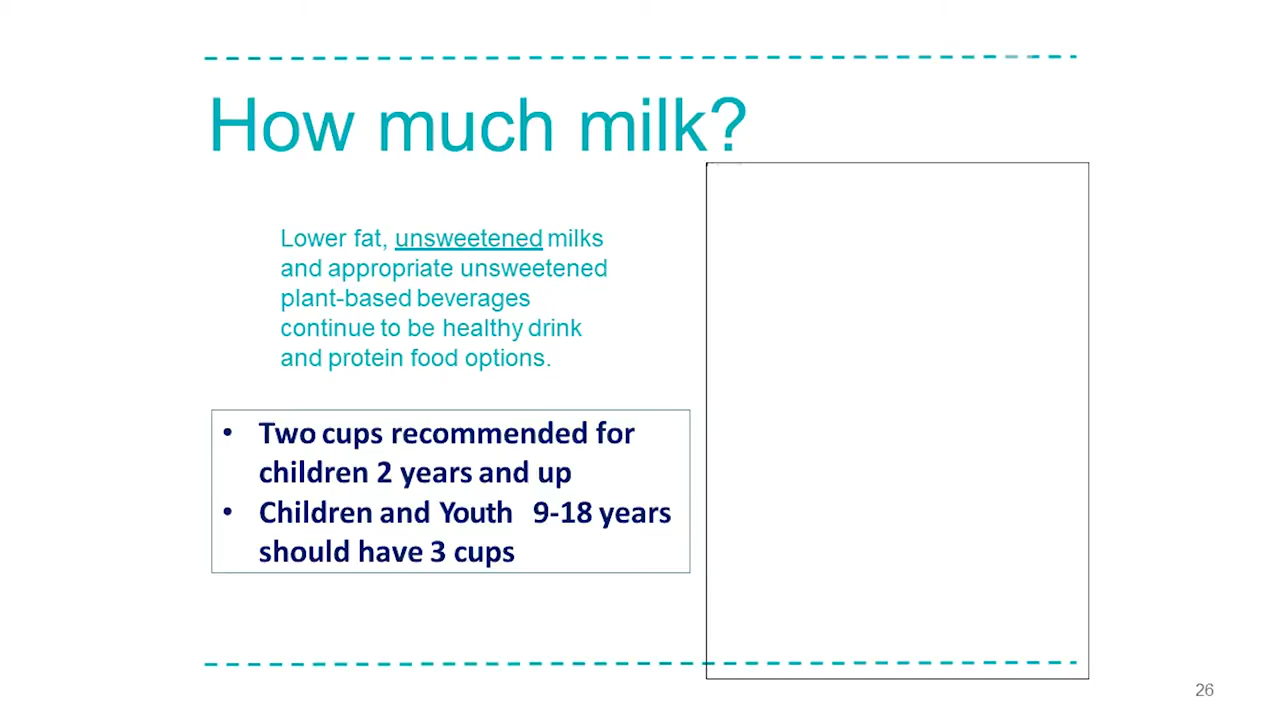 How much milk?
Lower fat, unsweetened milks
and appropriate unsweetened
plant-based beverages
continue to be healthy drink
and protein food options.
• Two cups recommended for
children 2 years and up
• Children and Youth 9-18 years
should have 3 cups
26